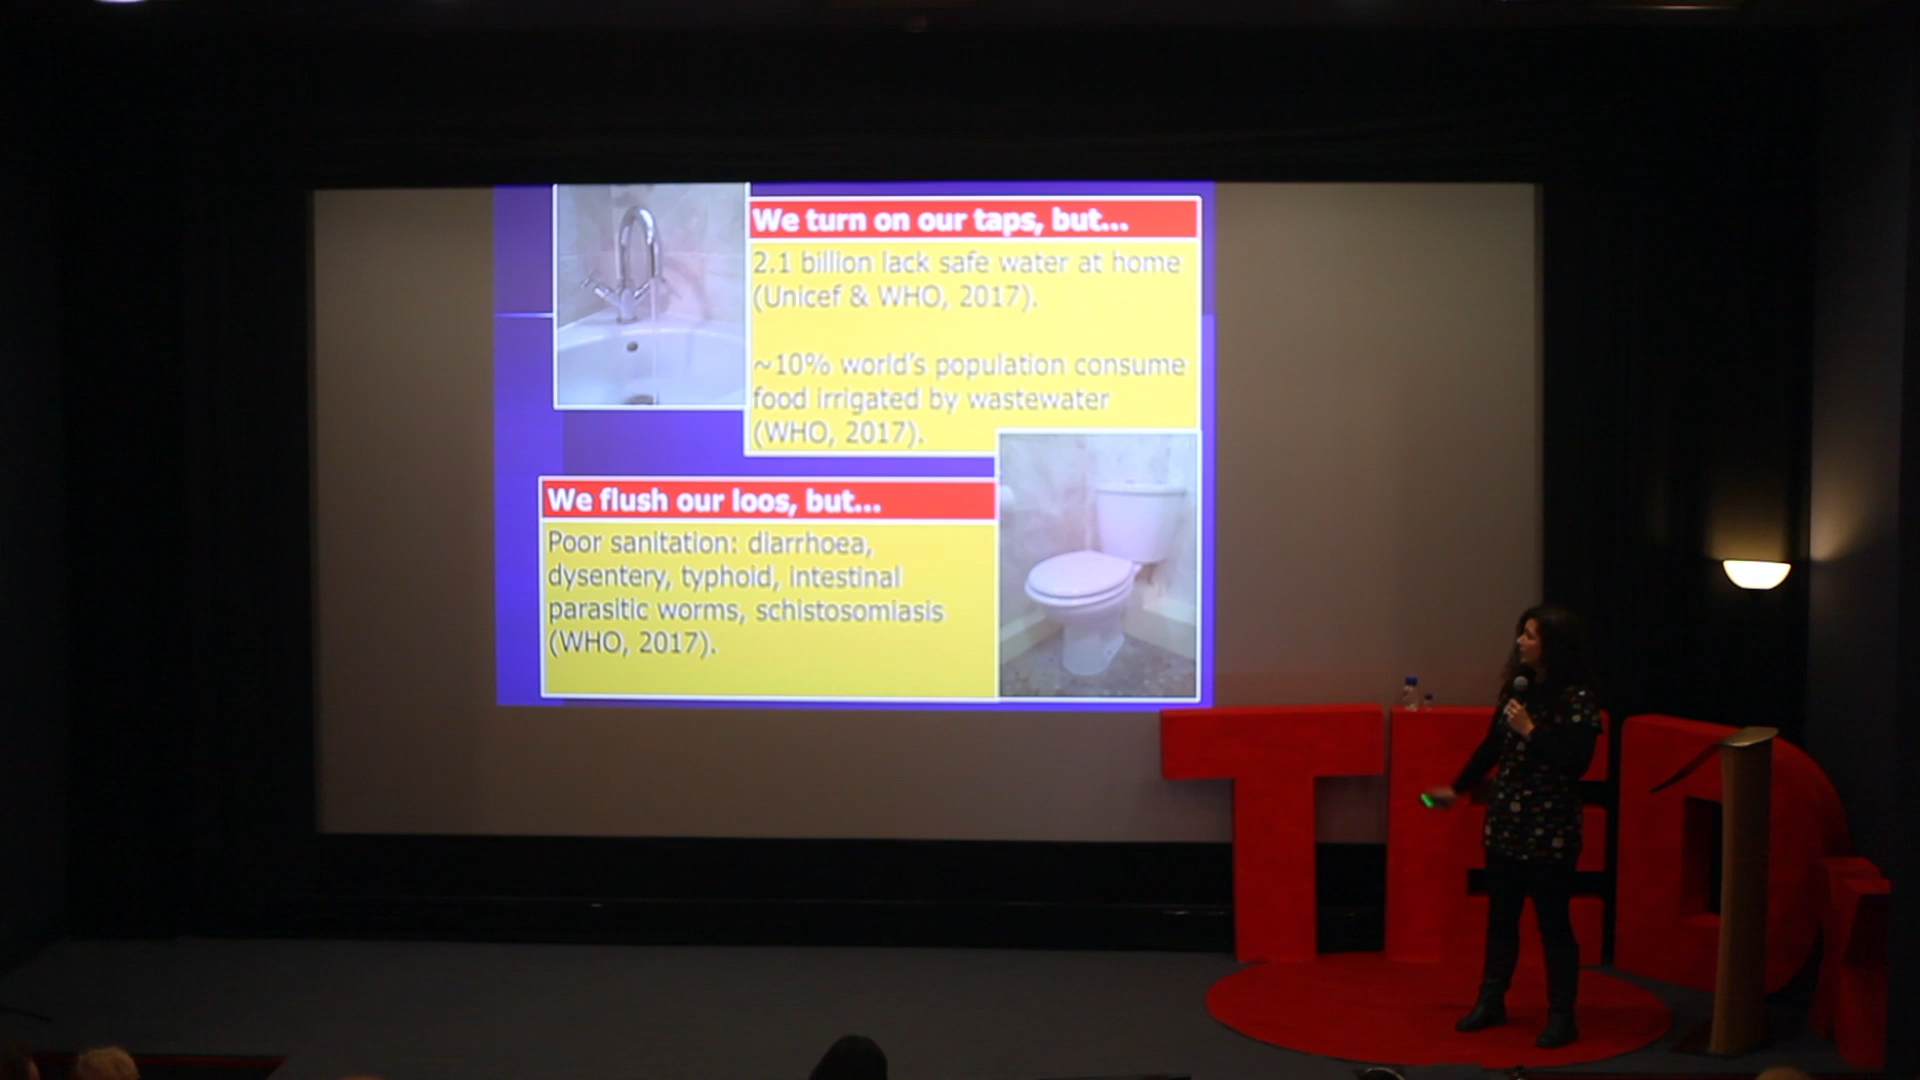 We turn on our taps, but...
2.1 billion lack safe water at home
(Unicef & WHO, 2017).
~10% world's population consume
food irrigated by wastewater
(WHO, 2017).
We flush our loos, but...
Poor sanitation: diarrhoea,
dysentery, typhoid, intestinal
parasitic worms, schistosomiasis
(WHO, 2017).
TED